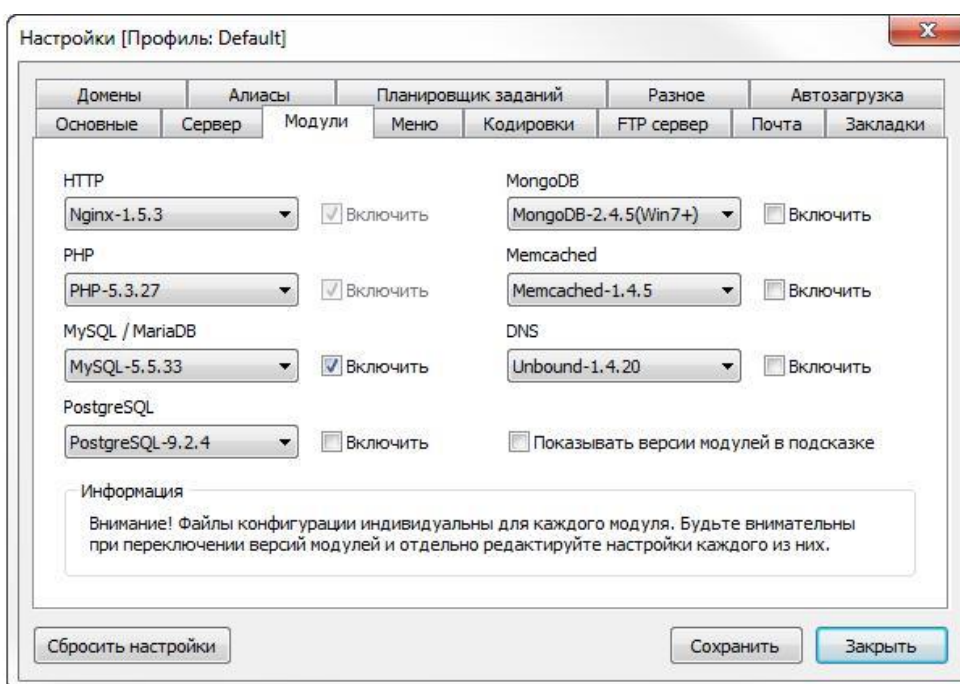 Настройки [Профиль: Default]
Домены Алиасы Планировщик заданий Разное Автозагрузка
Основные Сервер Модули Меню Кодировки FTP сервер Почта Закладки
HTTP MongoDB
Nginx-1.5.3 Включить MongoDB-2.4.5(Win7+) Включить
PHP Memcached
PHP-5.3.27 Включить Memcached-1.4.5 Включить
MySQL / MariaDB DNS
MySQL-5.5.33 Включить Unbound-1.4.20 Включить
PostgreSQL
PostgreSQL-9.2.4 Включить Показывать версии модулей в подсказке
Информация
Внимание! Файлы конфигурации индивидуальны для каждого модуля. Будьте внимательны
при переключении версий модулей и отдельно редактируйте настройки каждого из них.
Сбросить настройки Сохранить Закрыть